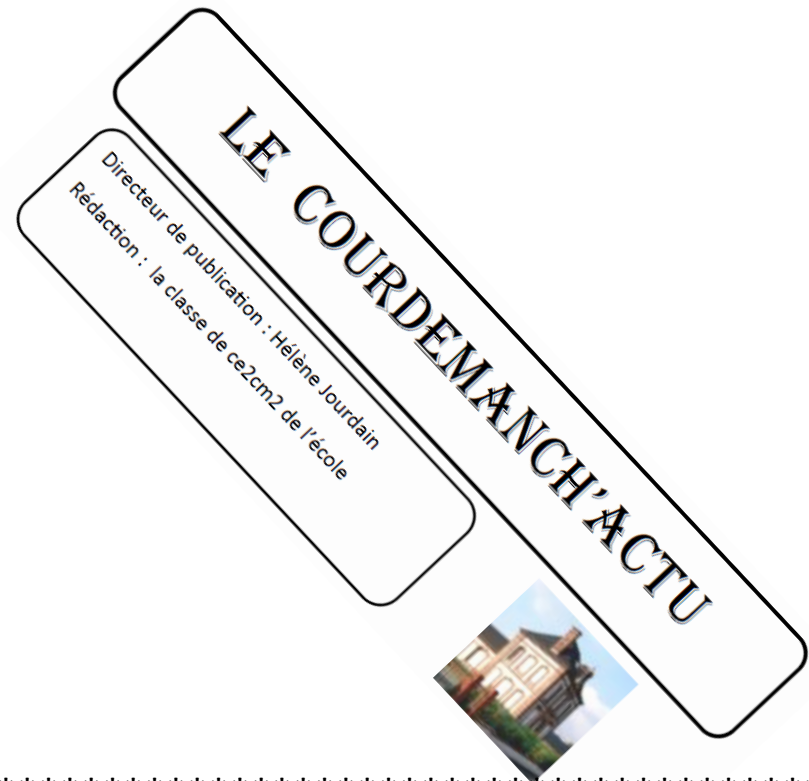 LE COURDEMANCH’ACTU
Directeur de publication : Hélène Jourdain
Rédaction : la classe de ce2cm2 de l’école